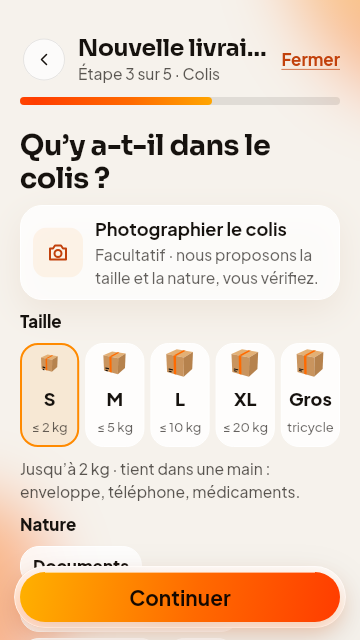 Nouvelle livrai...
Étape 3 sur 5 · Colis
Fermer
Qu'y a-t-il dans le
colis ?
Photographier le colis
Facultatif · nous proposons la
taille et la nature, vous vérifiez.
Taille
S
M
L
XL
Gros
≤ 2 kg
≤ 5 kg
≤ 10 kg
≤ 20 kg
tricycle
Jusqu'à 2 kg · tient dans une main :
enveloppe, téléphone, médicaments.
Nature
Documents
Continuer